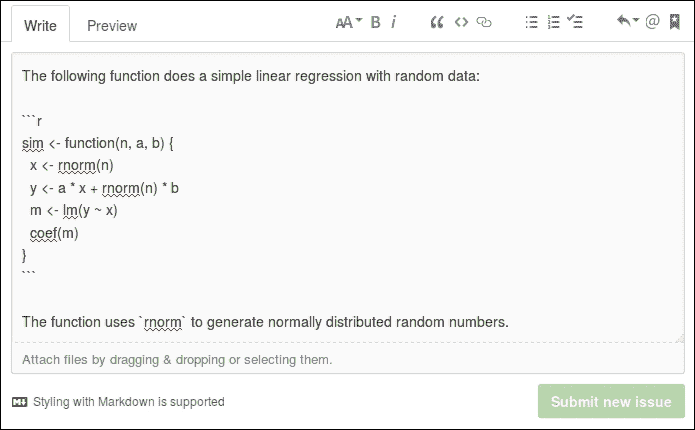 Write Preview AA B i
The following function does a simple linear regression with random data:
```r
sim <- function(n, a, b) {
  x <- rnorm(n)
  y <- a * x + rnorm(n) * b
  m <- lm(y ~ x)
  coef(m)
}
```
The function uses `rnorm` to generate normally distributed random numbers.
Attach files by dragging & dropping or selecting them.
Styling with Markdown is supported Submit new issue